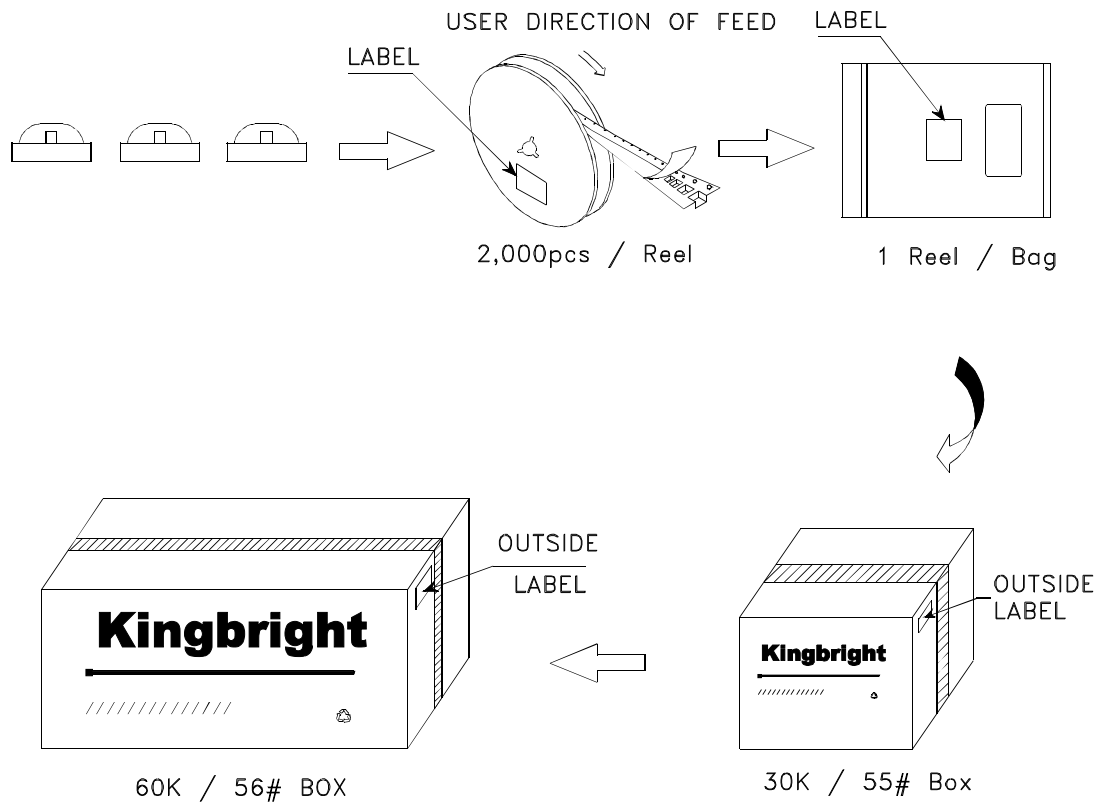 USER DIRECTION OF FEED
LABEL
LABEL
2,000pcs / Reel
1 Reel / Bag
OUTSIDE
LABEL
OUTSIDE
LABEL
Kingbright
Kingbright
60K / 56# BOX
30K / 55# Box